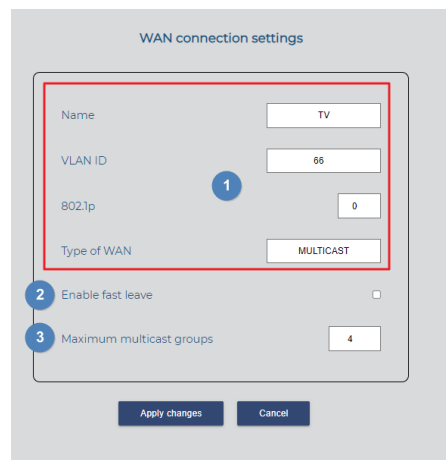 WAN connection settings
Name TV
VLAN ID 66
1
802.1p 0
Type of WAN MULTICAST
2 Enable fast leave
3 Maximum multicast groups 4
Apply changes Cancel